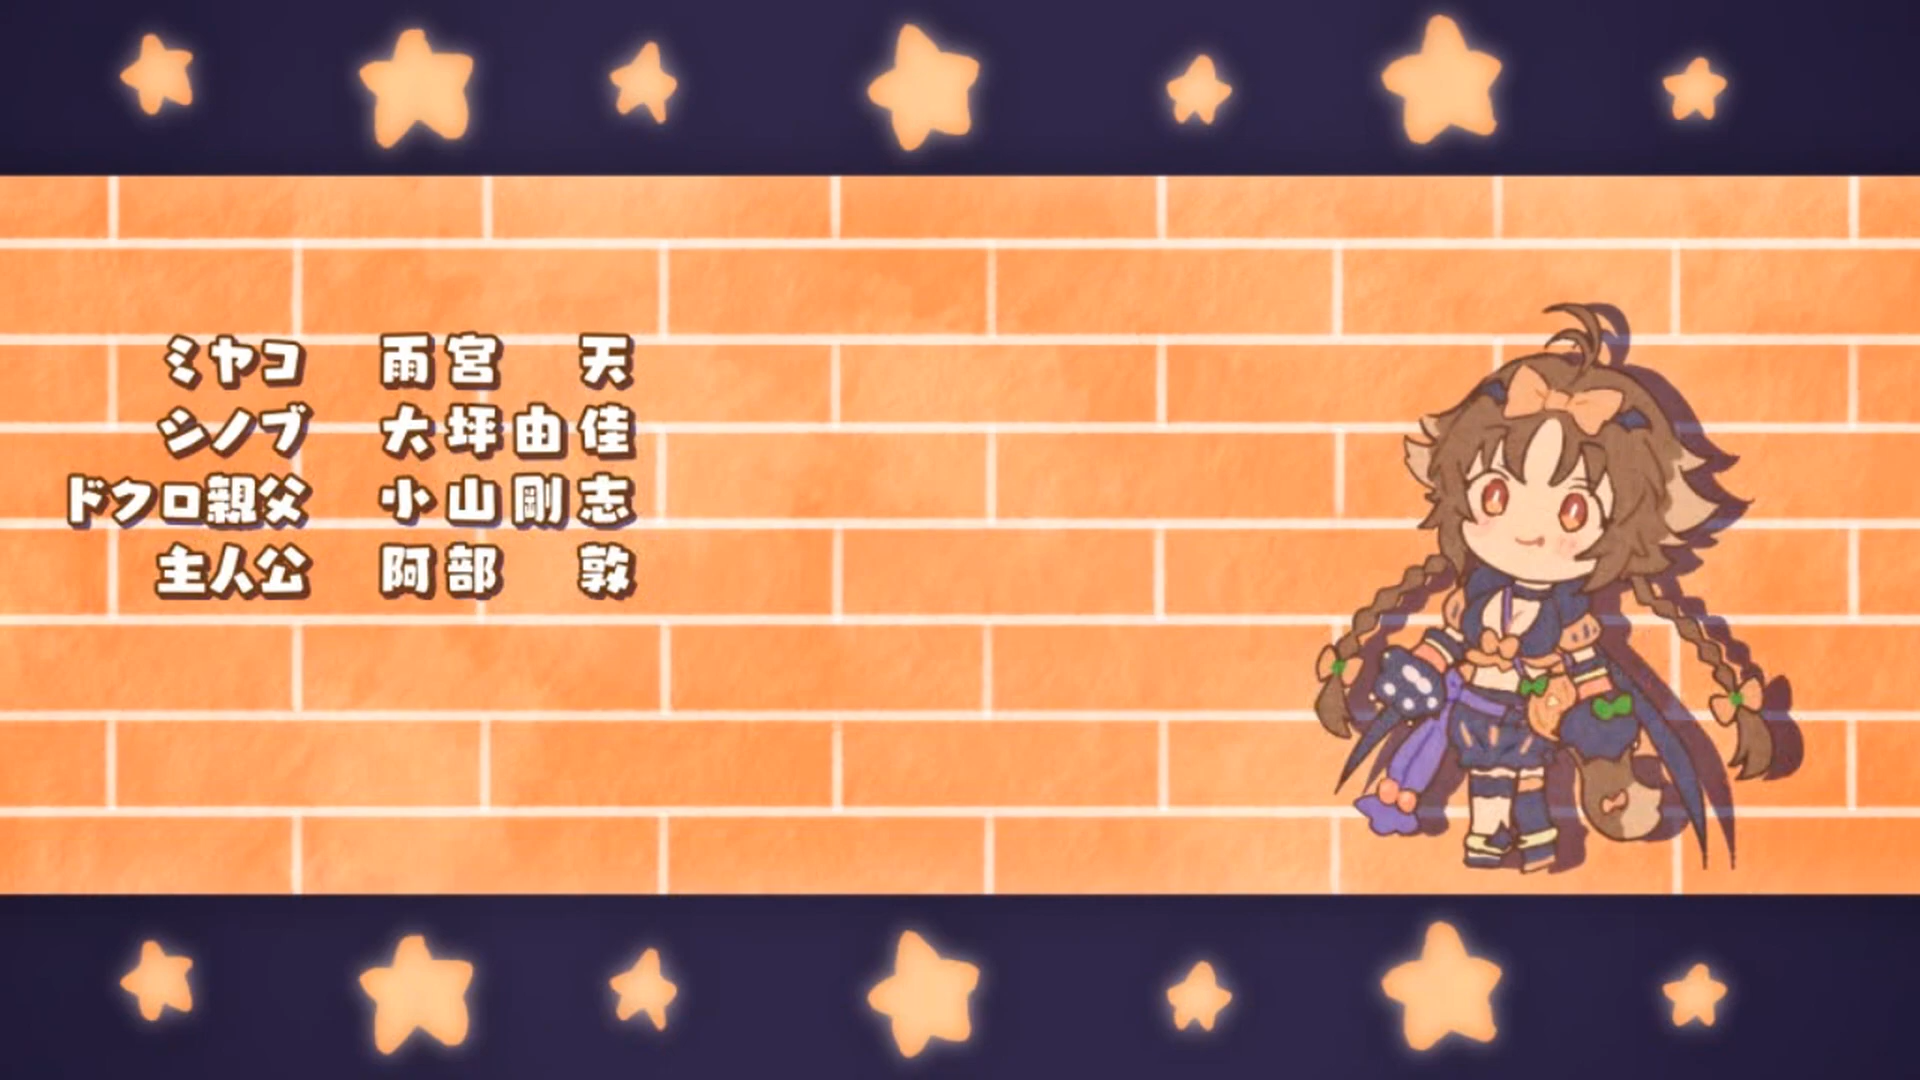 ミヤコ 雨宮 天
シノブ 大坪由佳
ドクロ親父 小山剛志
主人公 阿部 敦